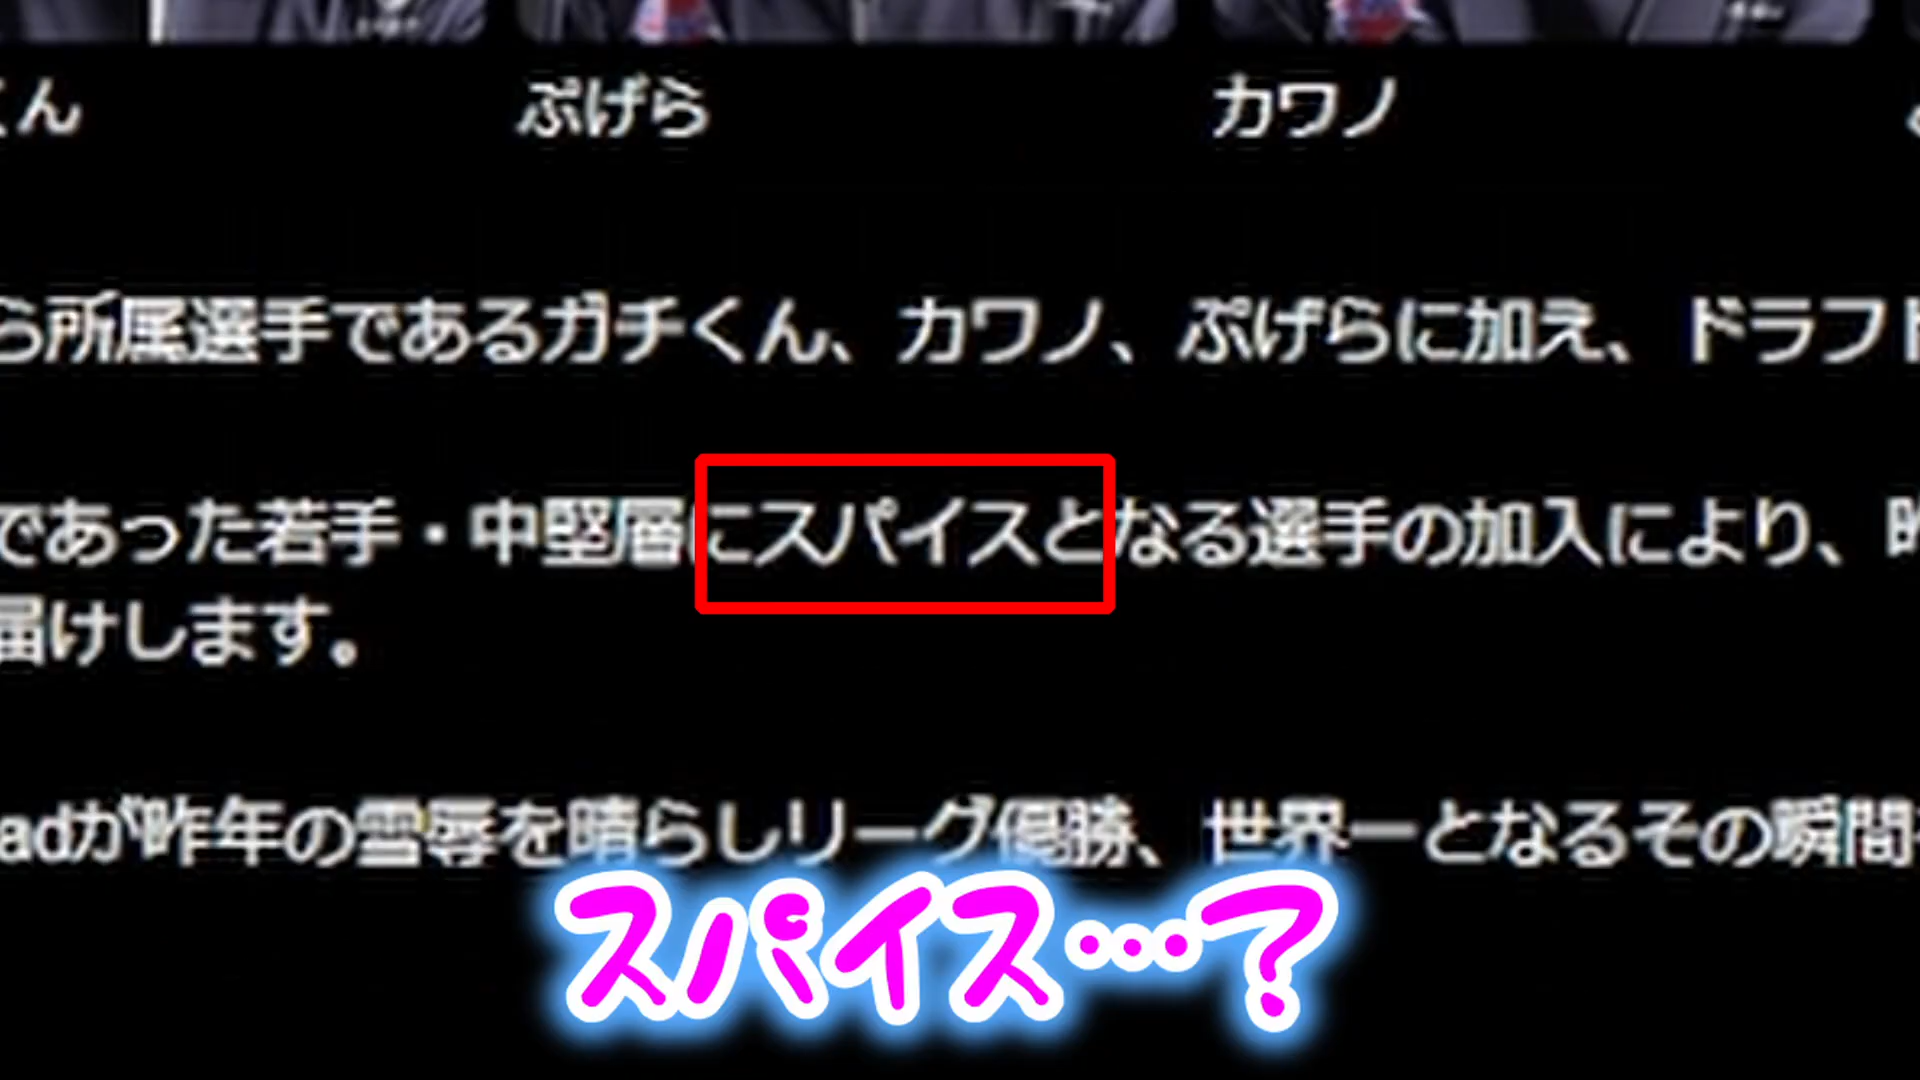 くん ぷげら カワノ
ら所属選手であるガチくん、カワノ、ぷげらに加え、ドラフト
であった若手・中堅層にスパイスとなる選手の加入により、昨
届けします。
adが昨年の雪辱を晴らしリーグ優勝、世界一となるその瞬間
スパイス…？